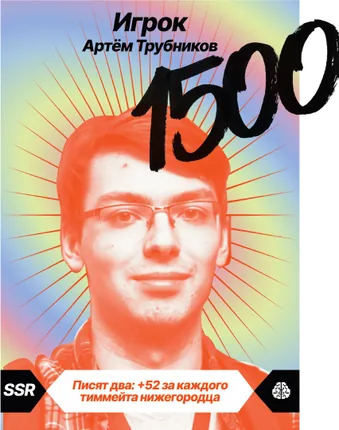 Игрок
Артём Трубников
1500
SSR
Писят два: +52 за каждого
тиммейта нижегородца